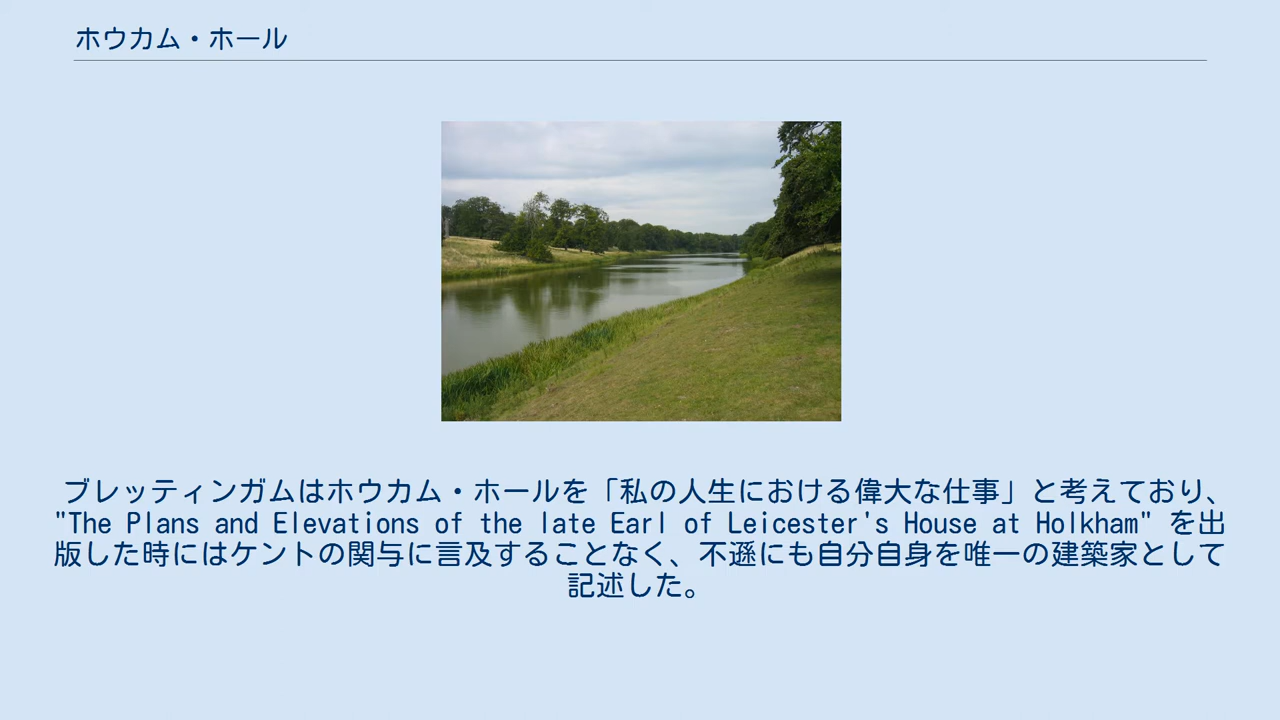 ホウカム・ホール
ブレッティンガムはホウカム・ホールを「私の人生における偉大な仕事」と考えており、
"The Plans and Elevations of the late Earl of Leicester's House at Holkham" を出
版した時にはケントの関与に言及することなく、不遜にも自分自身を唯一の建築家として
記述した。